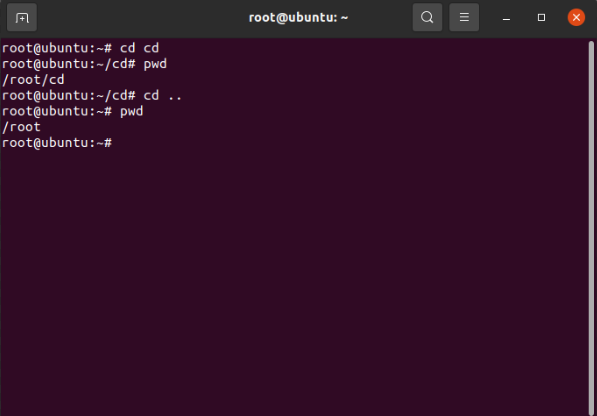 root@ubuntu: ~
root@ubuntu:~# cd cd
root@ubuntu:~/cd# pwd
/root/cd
root@ubuntu:~/cd# cd ..
root@ubuntu:~# pwd
/root
root@ubuntu:~#